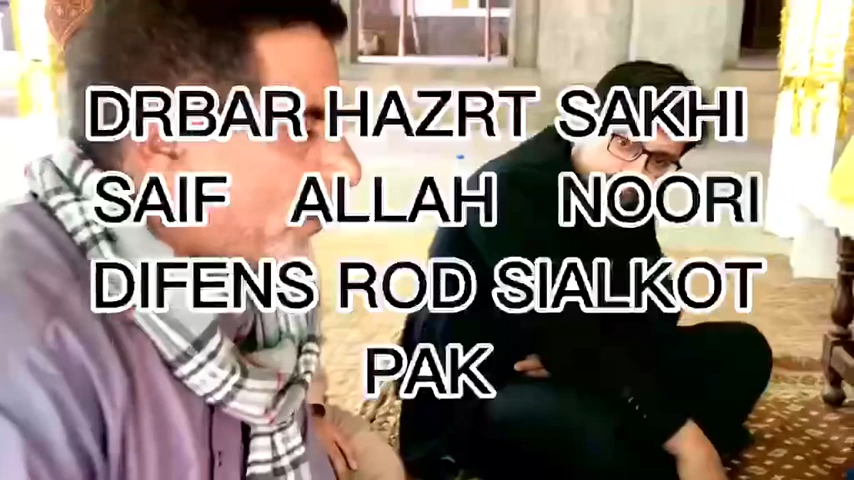 DRBAR HAZRT SAKHI
SAIF ALLAH NOORI
DIFENS ROD SIALKOT
PAK